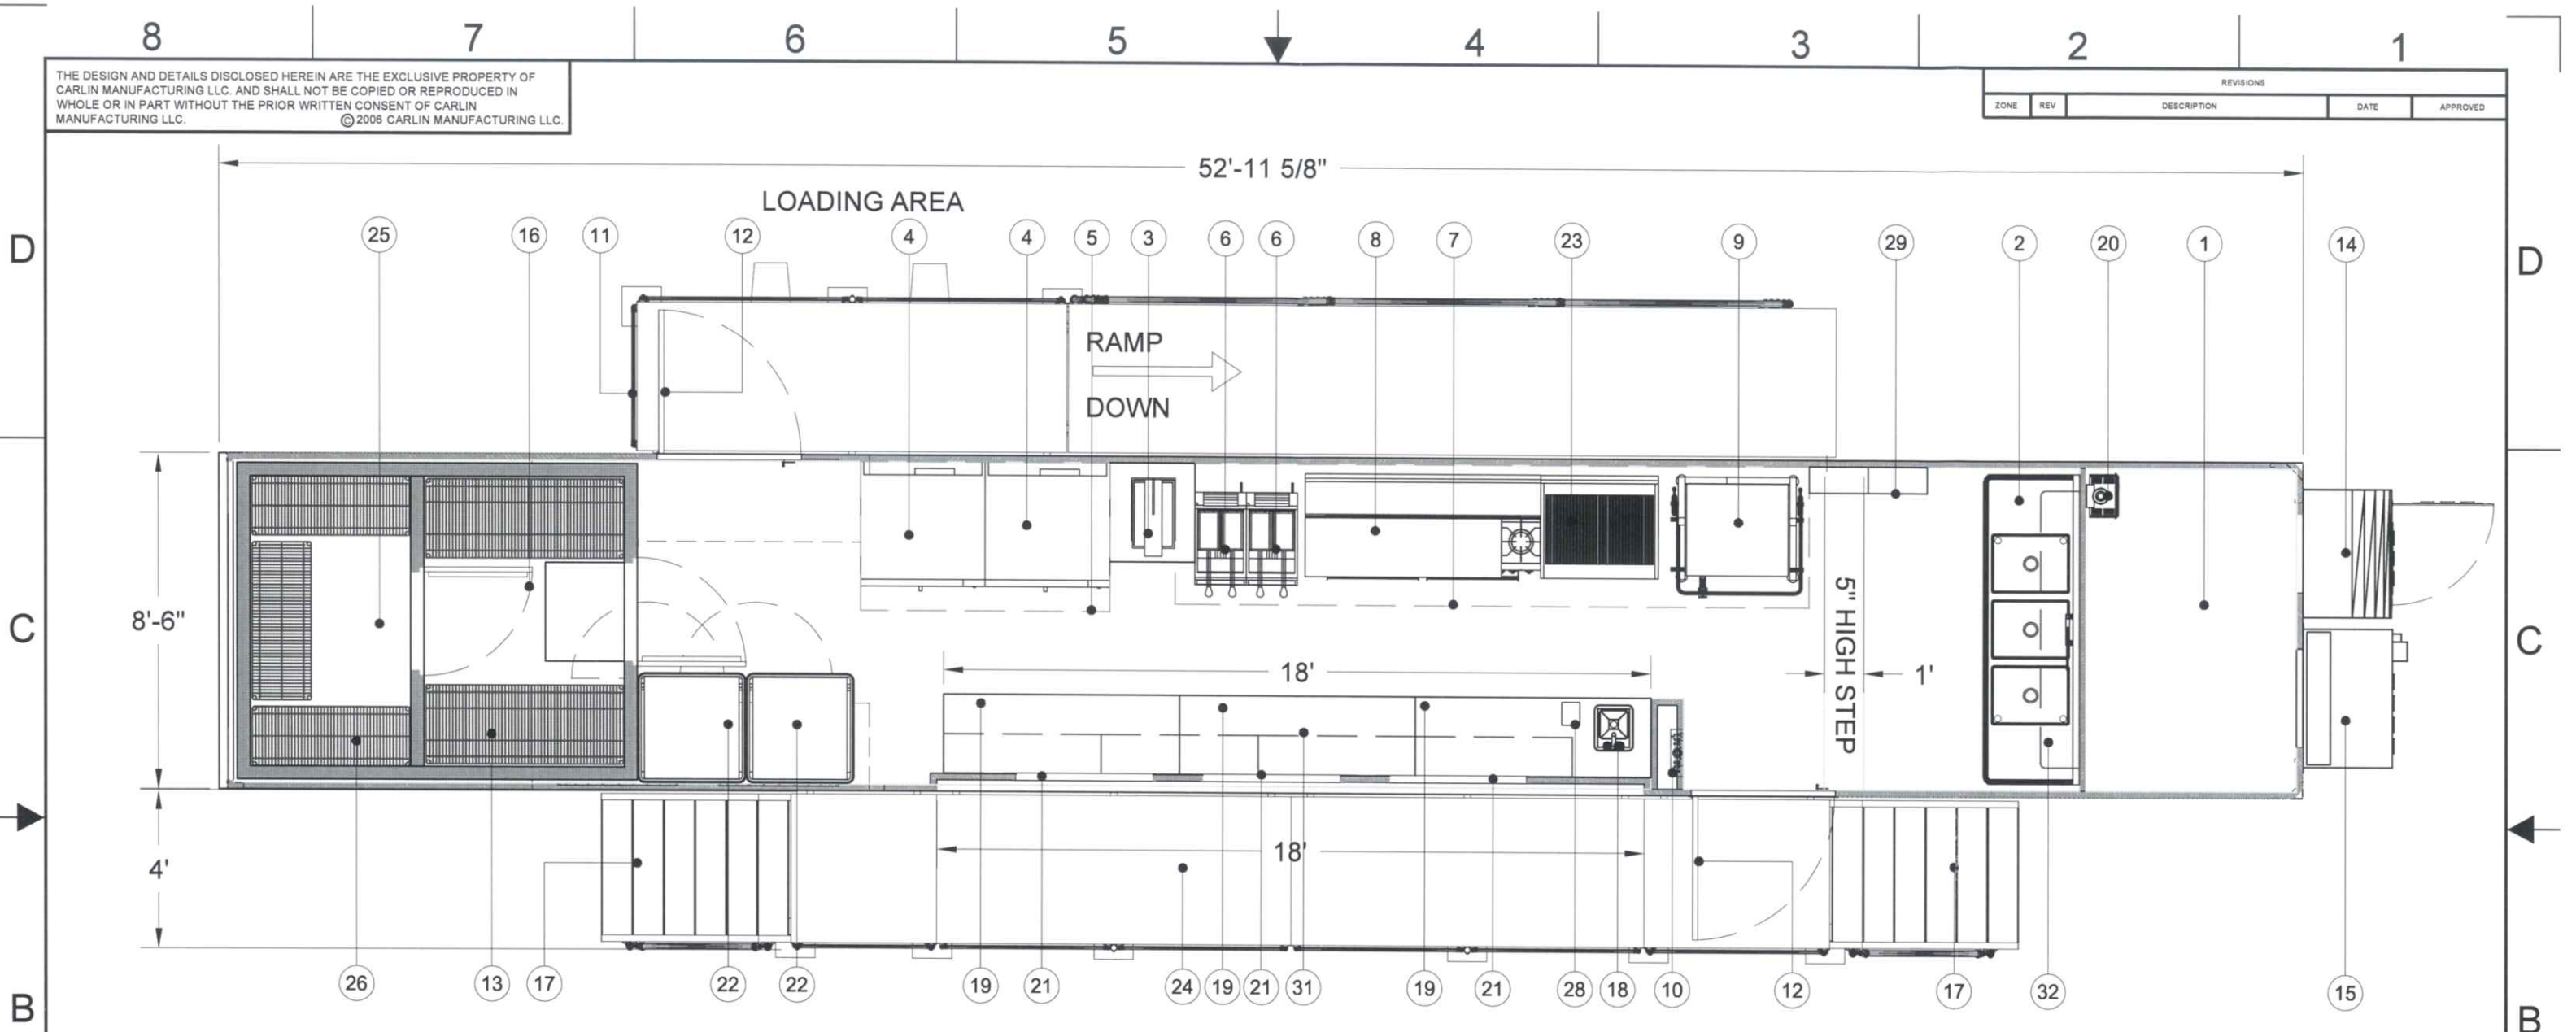 8 7 6 5 4 3 2 1
THE DESIGN AND DETAILS DISCLOSED HEREIN ARE THE EXCLUSIVE PROPERTY OF
CARLIN MANUFACTURING LLC. AND SHALL NOT BE COPIED OR REPRODUCED IN
WHOLE OR IN PART WITHOUT THE PRIOR WRITTEN CONSENT OF CARLIN
MANUFACTURING LLC. ©2006 CARLIN MANUFACTURING LLC.
REVISIONS
ZONE REV DESCRIPTION DATE APPROVED
52'-11 5/8"
LOADING AREA
D 25 16 11 12 4 4 5 3 6 6 8 7 23 9 29 2 20 1 14 D
RAMP
DOWN
C 8'-6" 5" HIGH STEP C
18' 1'
4' 18'
26 13 17 22 22 19 21 24 19 21 31 19 21 28 18 10 12 17 32 15
B B